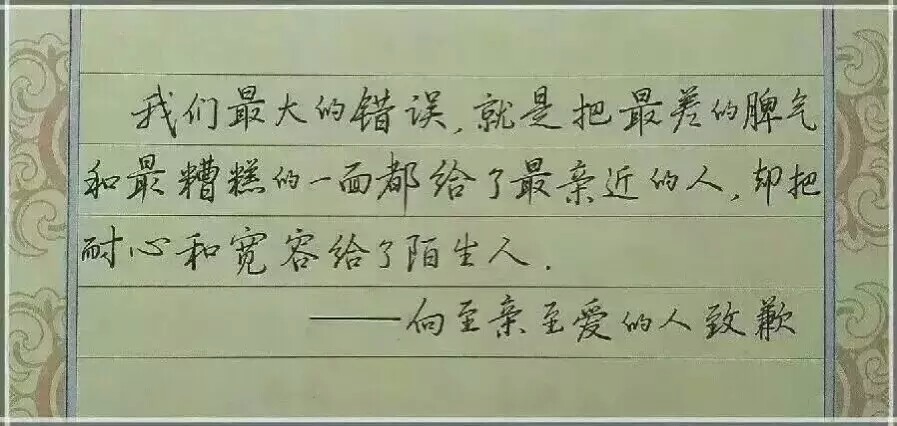 我们最大的错误,就是把最差的脾气
和最糟糕的一面都给了最亲近的人,却把
耐心和宽容给了陌生人.
——向至亲至爱的人致歉